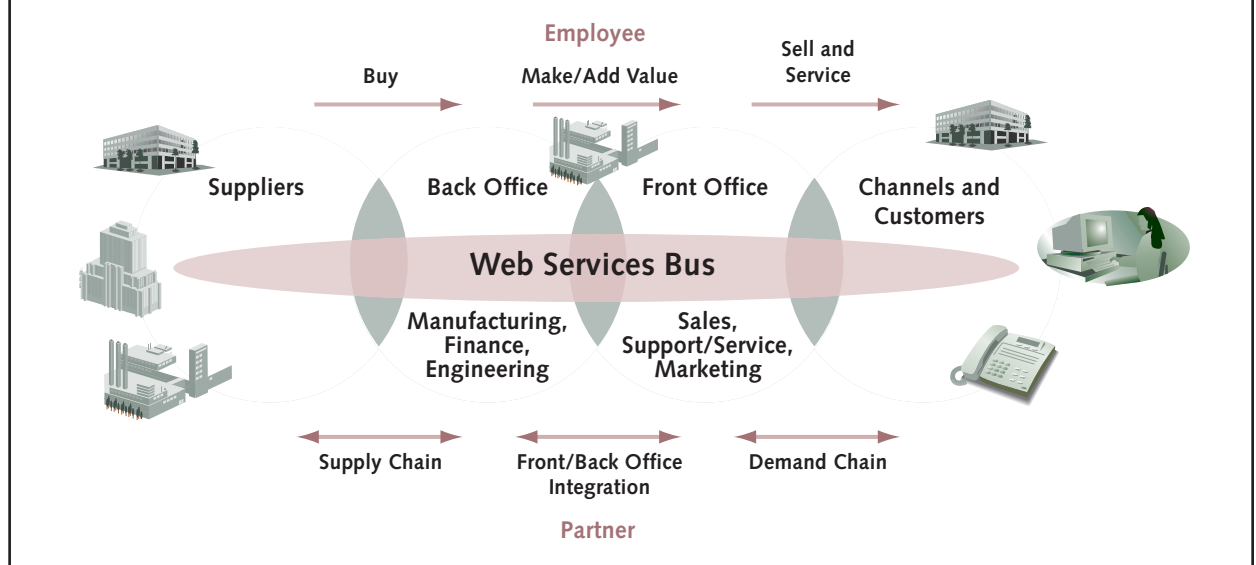 Employee
Buy
Make/Add Value
Sell and
Service
Suppliers
Back Office
Front Office
Channels and
Customers
Web Services Bus
Manufacturing,
Finance,
Engineering
Sales,
Support/Service,
Marketing
Supply Chain
Front/Back Office
Integration
Demand Chain
Partner